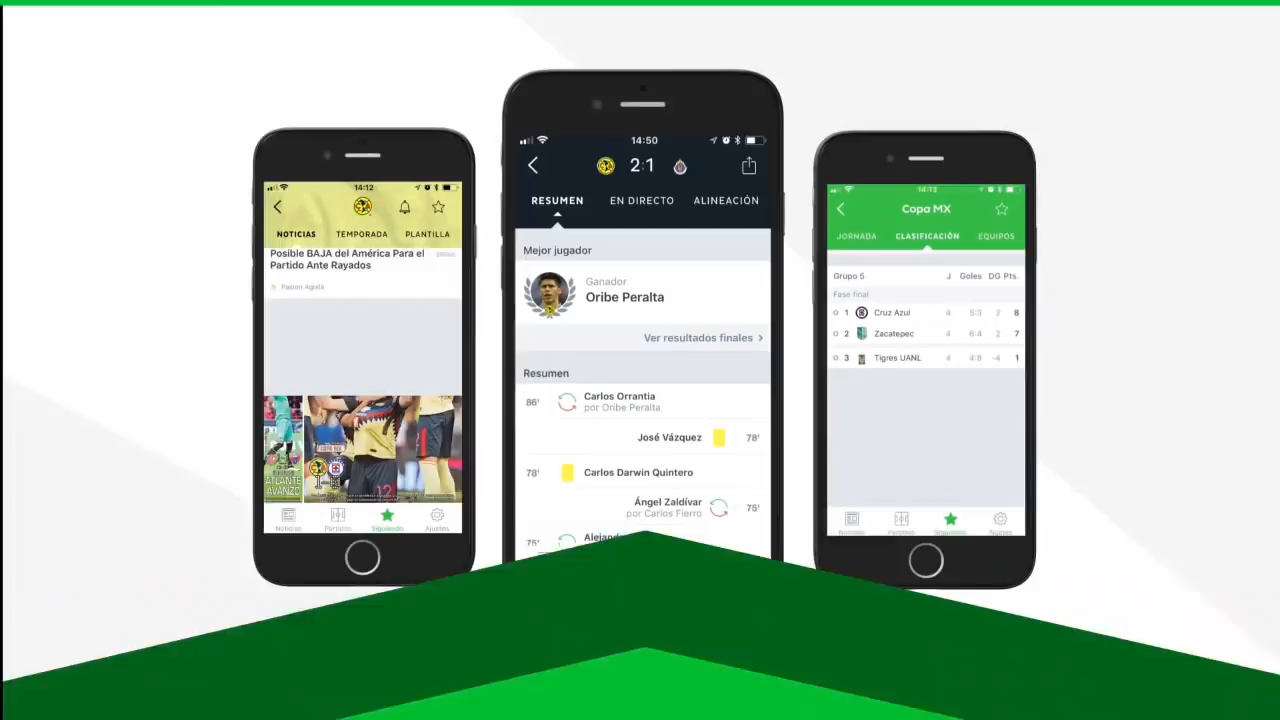 14:12
NOTICIAS TEMPORADA PLANTILLA
Posible BAJA del América Para el
Partido Ante Rayados
Pasion Aguila
ATLANTE
AVANZÓ
12
Noticias Partidos Siguiendo Ajustes
14:50
2:1
RESUMEN EN DIRECTO ALINEACIÓN
Mejor jugador
Ganador
Oribe Peralta
Ver resultados finales >
Resumen
86' Carlos Orrantia
por Oribe Peralta
José Vázquez 78'
78' Carlos Darwin Quintero
Ángel Zaldívar 75'
por Carlos Fierro
75'
14:13
Copa MX
JORNADA CLASIFICACIÓN EQUIPOS
Grupo 5 J Goles DG Pts.
Fase final
1 Cruz Azul 4 5:3 2 8
2 Zacatepec 4 6:4 2 7
3 Tigres UANL 4 4:8 -4 1
Noticias Partidos Siguiendo Ajustes